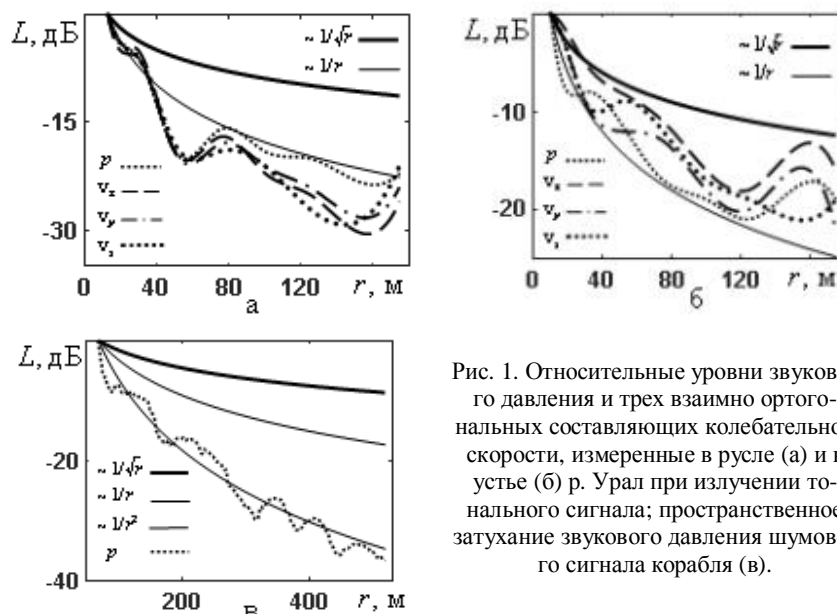 L, дБ
-15
-30
~ 1/√r
~ 1/r
p
vx
vy
vz
0 40 80 120 r, м
а
L, дБ
-10
-20
~ 1/√r
~ 1/r
p
vx
vy
vz
0 40 80 120 r, м
б
L, дБ
-20
-40
~ 1/√r
~ 1/r
~ 1/r²
p
200 400 r, м
в
Рис. 1. Относительные уровни звуков
го давления и трех взаимно ортого-
нальных составляющих колебательно
скорости, измеренные в русле (а) и в
устье (б) р. Урал при излучении то-
нального сигнала; пространственное
затухание звукового давления шумов
го сигнала корабля (в).